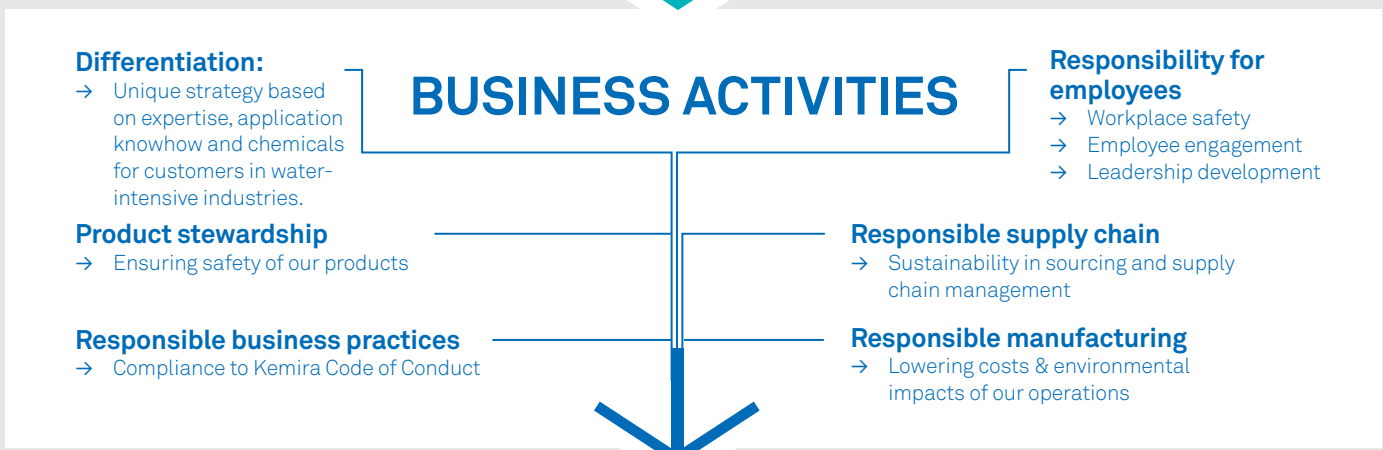 BUSINESS ACTIVITIES
Differentiation:
→ Unique strategy based
on expertise, application
knowhow and chemicals
for customers in water-
intensive industries.
Product stewardship
→ Ensuring safety of our products
Responsible business practices
→ Compliance to Kemira Code of Conduct
Responsibility for
employees
→ Workplace safety
→ Employee engagement
→ Leadership development
Responsible supply chain
→ Sustainability in sourcing and supply
chain management
Responsible manufacturing
→ Lowering costs & environmental
impacts of our operations